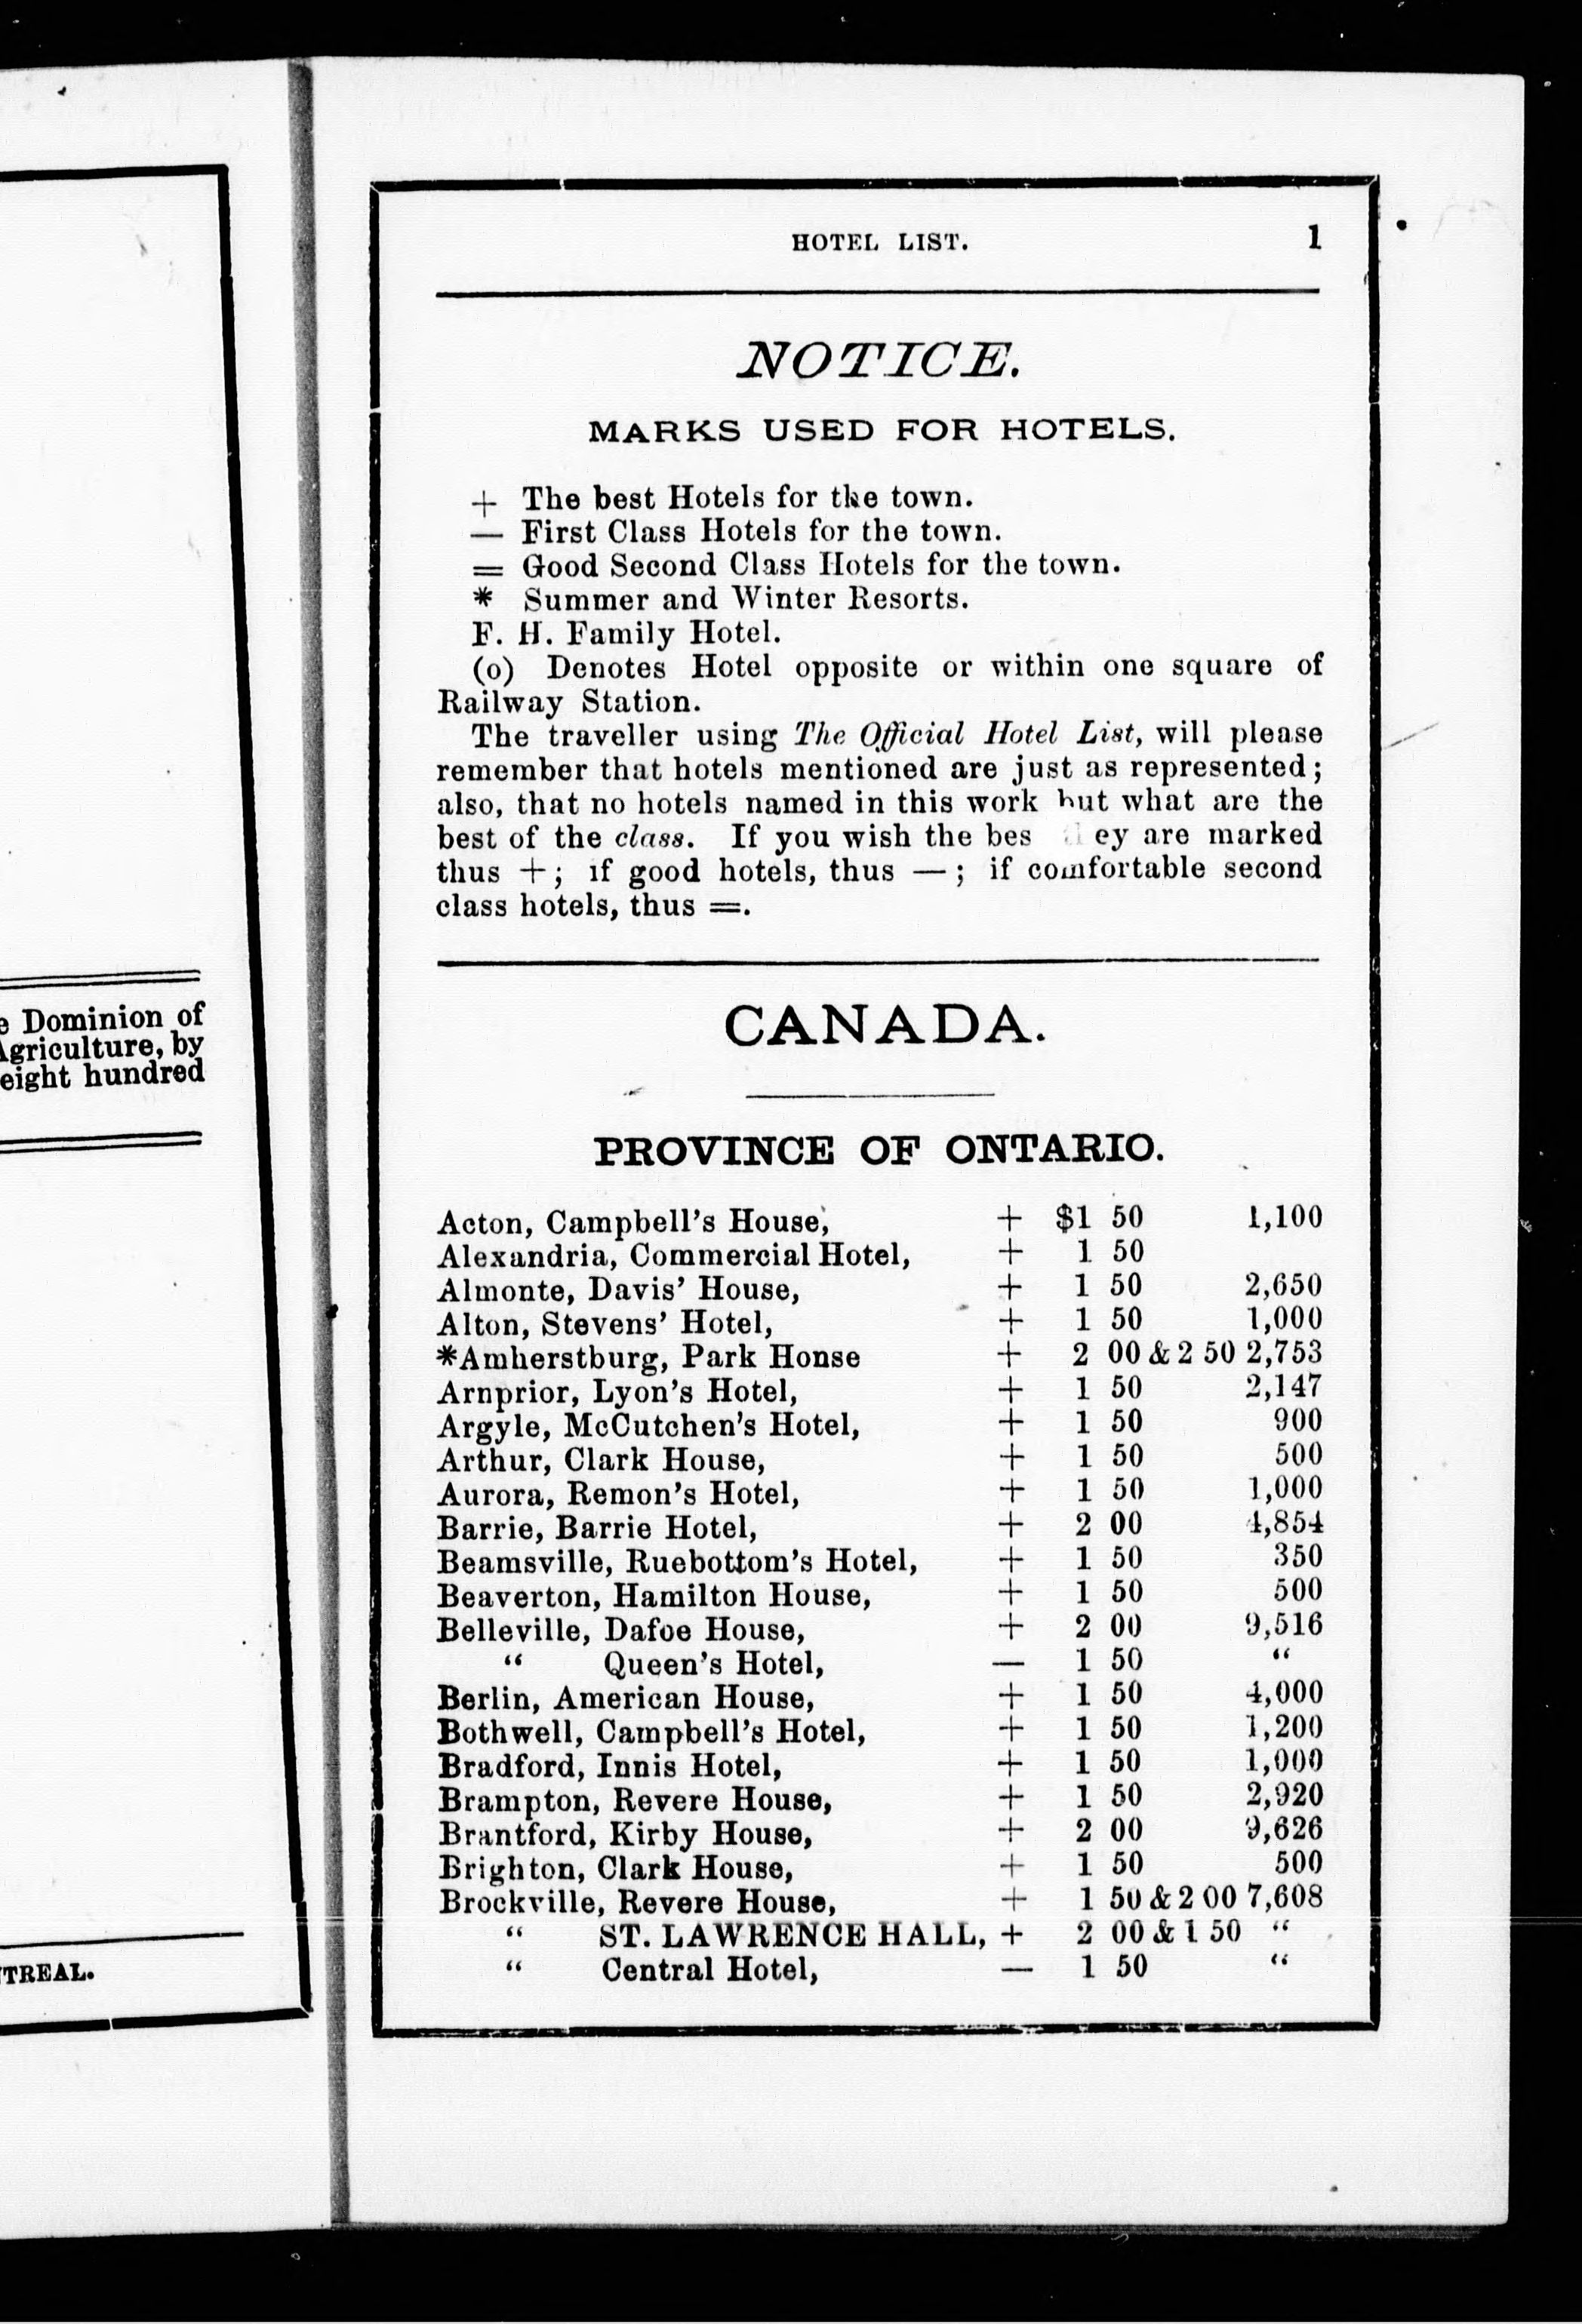 e Dominion of
Agriculture, by
eight hundred
TREAL.
HOTEL LIST. 1
NOTICE.
MARKS USED FOR HOTELS.
+ The best Hotels for the town.
— First Class Hotels for the town.
= Good Second Class Hotels for the town.
* Summer and Winter Resorts.
F. H. Family Hotel.
(o) Denotes Hotel opposite or within one square of
Railway Station.
The traveller using The Official Hotel List, will please
remember that hotels mentioned are just as represented;
also, that no hotels named in this work but what are the
best of the class. If you wish the bes ey are marked
thus +; if good hotels, thus —; if comfortable second
class hotels, thus =.
CANADA.
PROVINCE OF ONTARIO.
Acton, Campbell's House, + $1 50 1,100
Alexandria, Commercial Hotel, + 1 50
Almonte, Davis' House, + 1 50 2,650
Alton, Stevens' Hotel, + 1 50 1,000
*Amherstburg, Park Honse + 2 00 & 2 50 2,753
Arnprior, Lyon's Hotel, + 1 50 2,147
Argyle, McCutchen's Hotel, + 1 50 900
Arthur, Clark House, + 1 50 500
Aurora, Remon's Hotel, + 1 50 1,000
Barrie, Barrie Hotel, + 2 00 4,854
Beamsville, Ruebottom's Hotel, + 1 50 350
Beaverton, Hamilton House, + 1 50 500
Belleville, Dafoe House, + 2 00 9,516
“ Queen's Hotel, — 1 50 “
Berlin, American House, + 1 50 4,000
Bothwell, Campbell's Hotel, + 1 50 1,200
Bradford, Innis Hotel, + 1 50 1,000
Brampton, Revere House, + 1 50 2,920
Brantford, Kirby House, + 2 00 9,626
Brighton, Clark House, + 1 50 500
Brockville, Revere House, + 1 50 & 2 00 7,608
“ ST. LAWRENCE HALL, + 2 00 & 1 50 “
“ Central Hotel, — 1 50 “